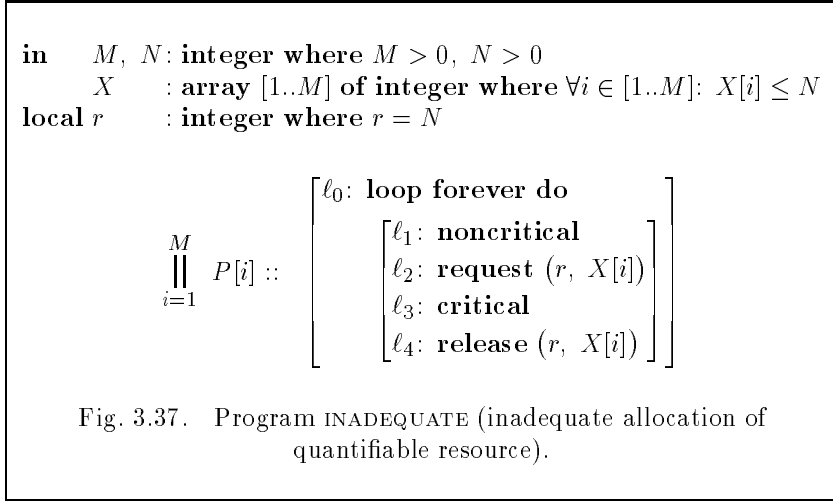 in M, N: integer where M > 0, N > 0
X : array [1..M] of integer where ∀i ∈ [1..M]: X[i] ≤ N
local r : integer where r = N
ℓ0: loop forever do
ℓ1: noncritical
M
|| P[i] ::
i=1
ℓ2: request (r, X[i])
ℓ3: critical
ℓ4: release (r, X[i])
Fig. 3.37. Program INADEQUATE (inadequate allocation of
quantifiable resource).